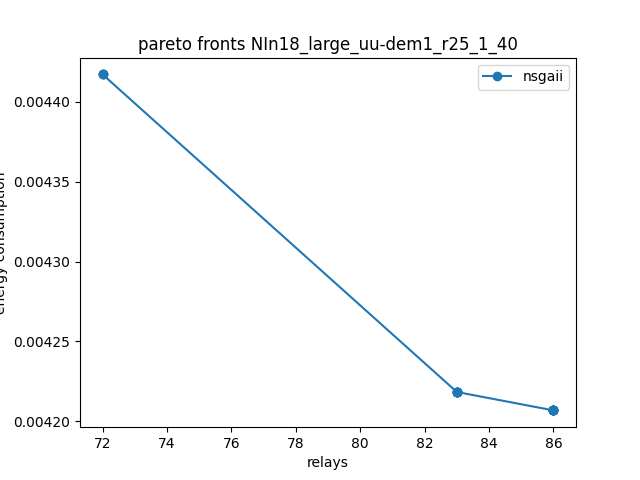 pareto fronts NIn18_large_uu-dem1_r25_1_40
nsgaii
0.00440
0.00435
0.00430
0.00425
0.00420
energy consumption
72 74 76 78 80 82 84 86
relays